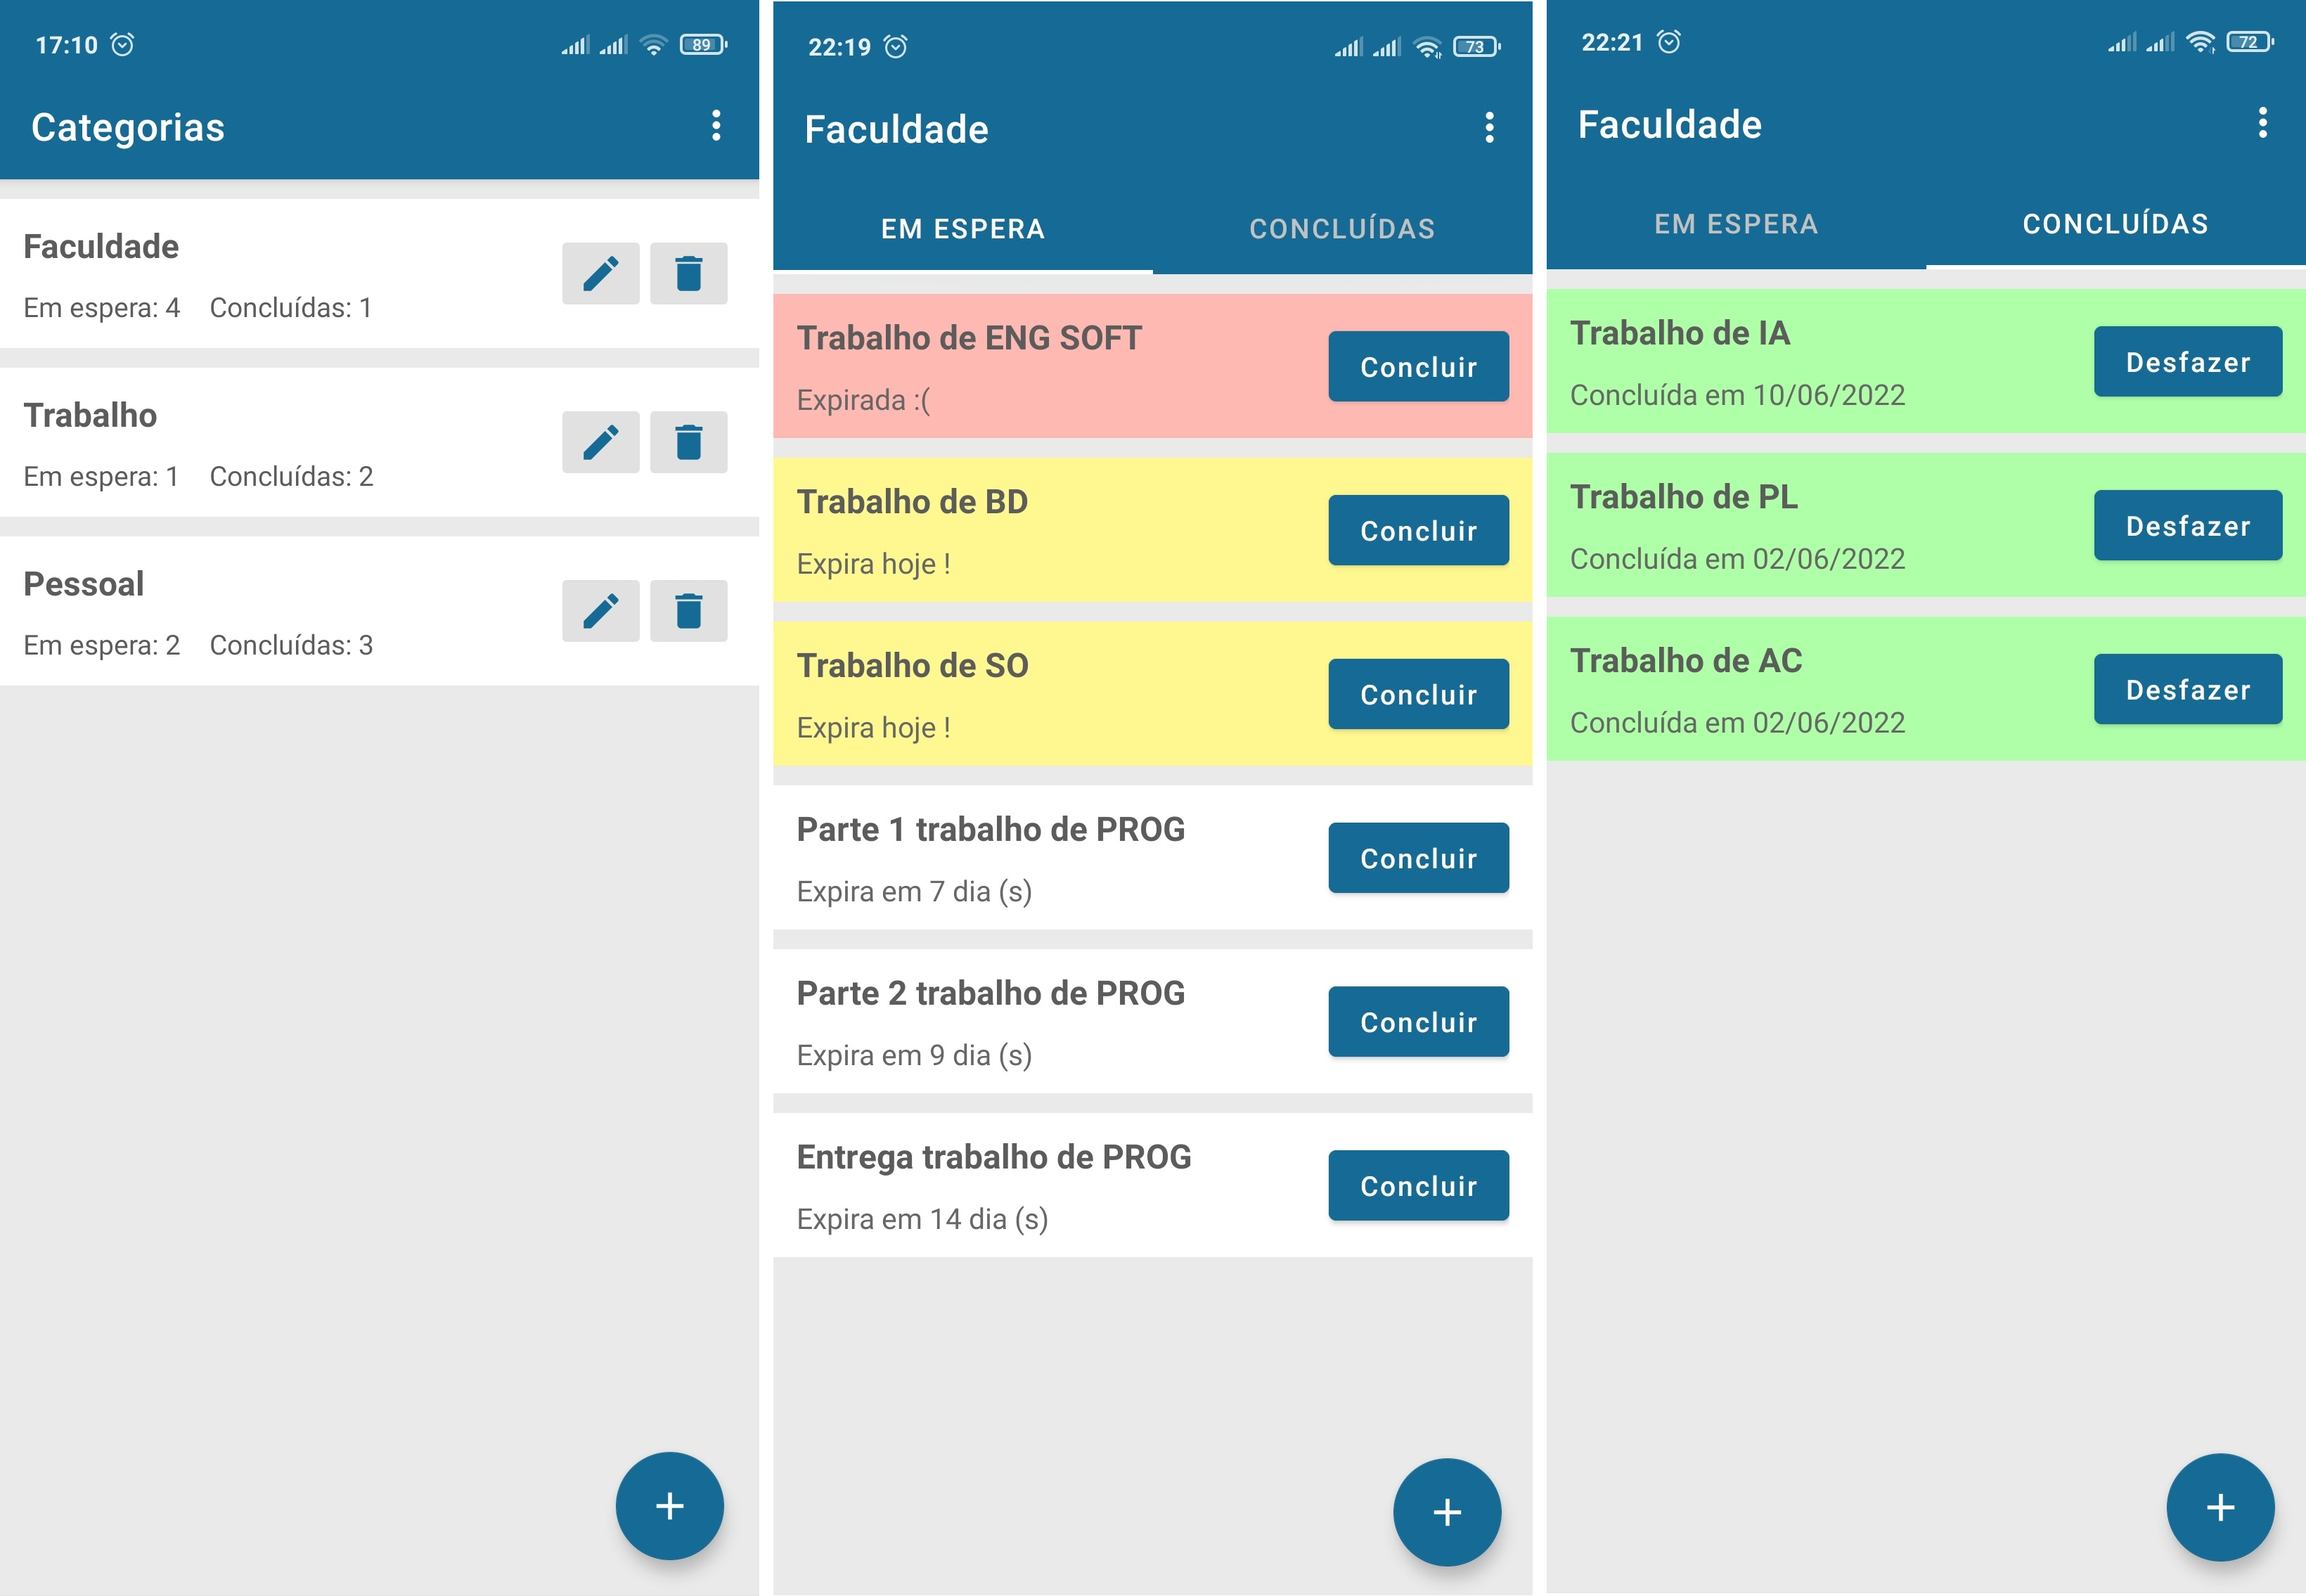 17:10
89
Categorias
Faculdade
Em espera: 4 Concluídas: 1
Trabalho
Em espera: 1 Concluídas: 2
Pessoal
Em espera: 2 Concluídas: 3
22:19
73
Faculdade
EM ESPERA CONCLUÍDAS
Trabalho de ENG SOFT
Expirada :(
Concluir
Trabalho de BD
Expira hoje !
Concluir
Trabalho de SO
Expira hoje !
Concluir
Parte 1 trabalho de PROG
Expira em 7 dia (s)
Concluir
Parte 2 trabalho de PROG
Expira em 9 dia (s)
Concluir
Entrega trabalho de PROG
Expira em 14 dia (s)
Concluir
22:21
72
Faculdade
EM ESPERA CONCLUÍDAS
Trabalho de IA
Concluída em 10/06/2022
Desfazer
Trabalho de PL
Concluída em 02/06/2022
Desfazer
Trabalho de AC
Concluída em 02/06/2022
Desfazer